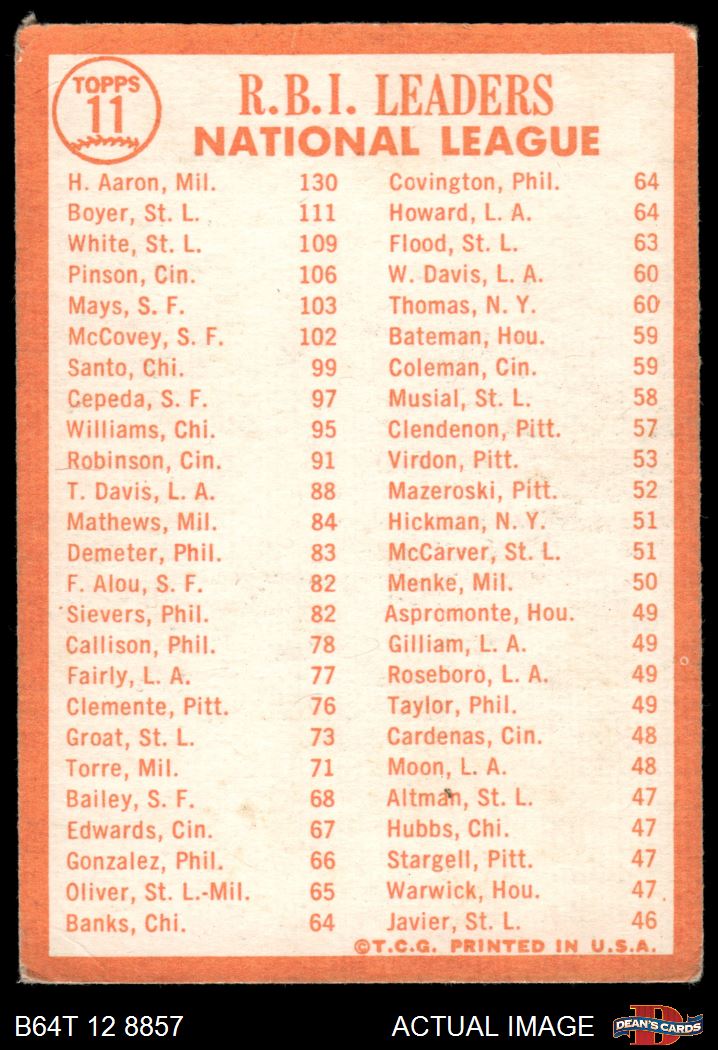 TOPPS
11
R.B.I. LEADERS
NATIONAL LEAGUE
H. Aaron, Mil. 130
Boyer, St. L. 111
White, St. L. 109
Pinson, Cin. 106
Mays, S. F. 103
McCovey, S. F. 102
Santo, Chi. 99
Cepeda, S. F. 97
Williams, Chi. 95
Robinson, Cin. 91
T. Davis, L. A. 88
Mathews, Mil. 84
Demeter, Phil. 83
F. Alou, S. F. 82
Sievers, Phil. 82
Callison, Phil. 78
Fairly, L. A. 77
Clemente, Pitt. 76
Groat, St. L. 73
Torre, Mil. 71
Bailey, S. F. 68
Edwards, Cin. 67
Gonzalez, Phil. 66
Oliver, St. L.-Mil. 65
Banks, Chi. 64
Covington, Phil. 64
Howard, L. A. 64
Flood, St. L. 63
W. Davis, L. A. 60
Thomas, N. Y. 60
Bateman, Hou. 59
Coleman, Cin. 59
Musial, St. L. 58
Clendenon, Pitt. 57
Virdon, Pitt. 53
Mazeroski, Pitt. 52
Hickman, N. Y. 51
McCarver, St. L. 51
Menke, Mil. 50
Aspromonte, Hou. 49
Gilliam, L. A. 49
Roseboro, L. A. 49
Taylor, Phil. 49
Cardenas, Cin. 48
Moon, L. A. 48
Altman, St. L. 47
Hubbs, Chi. 47
Stargell, Pitt. 47
Warwick, Hou. 47
Javier, St. L. 46
©T.C.G. PRINTED IN U.S.A.
B64T 12 8857
ACTUAL IMAGE
DEAN'S CARDS